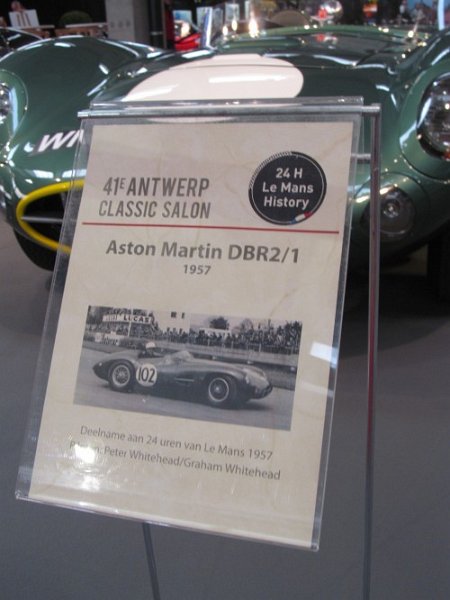 WN
41E ANTWERP
CLASSIC SALON
24 H
Le Mans
History
Aston Martin DBR2/1
1957
LUCAS
102
Deelname aan 24 uren van Le Mans 1957
Peter Whitehead/Graham Whitehead